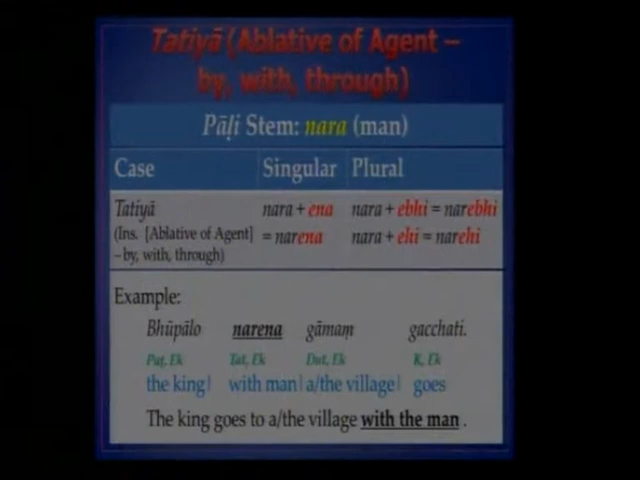 Tatiyā (Ablative of Agent –
by, with, through)
Pāḷi Stem: nara (man)
Case Singular Plural
Tatiyā nara + ena nara + ebhi = narebhi
(Ins. [Ablative of Agent] = narena nara + ehi = narehi
– by, with, through)
Example:
Bhūpālo narena gāmaṃ gacchati.
Paṭ, Ek Tat, Ek Dut, Ek K, Ek
the king| with man| a/the village| goes
The king goes to a/the village with the man .